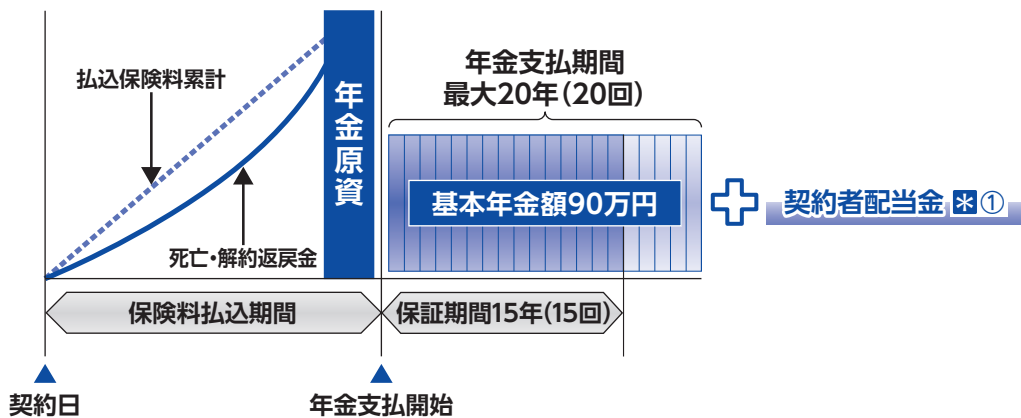 払込保険料累計
死亡・解約返戻金
年金原資
年金支払期間
最大20年(20回)
基本年金額90万円
契約者配当金 *①
保険料払込期間
保証期間15年(15回)
契約日
年金支払開始